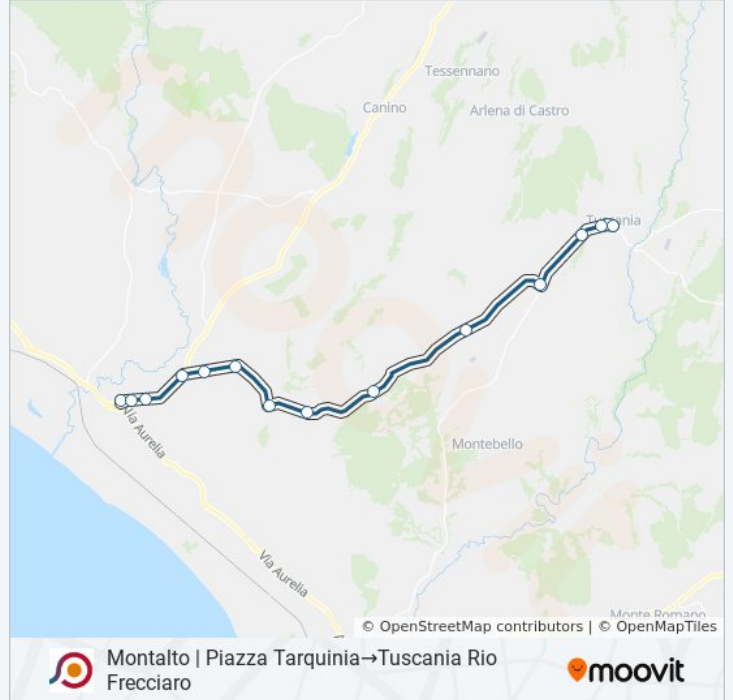 Tessennano
Canino
Arlena di Castro
Tuscania
Via Aurelia
Montebello
Via Aurelia
Monte Romano
© OpenStreetMap contributors | © OpenMapTiles
Montalto | Piazza Tarquinia→Tuscania Rio
Frecciaro
moovit